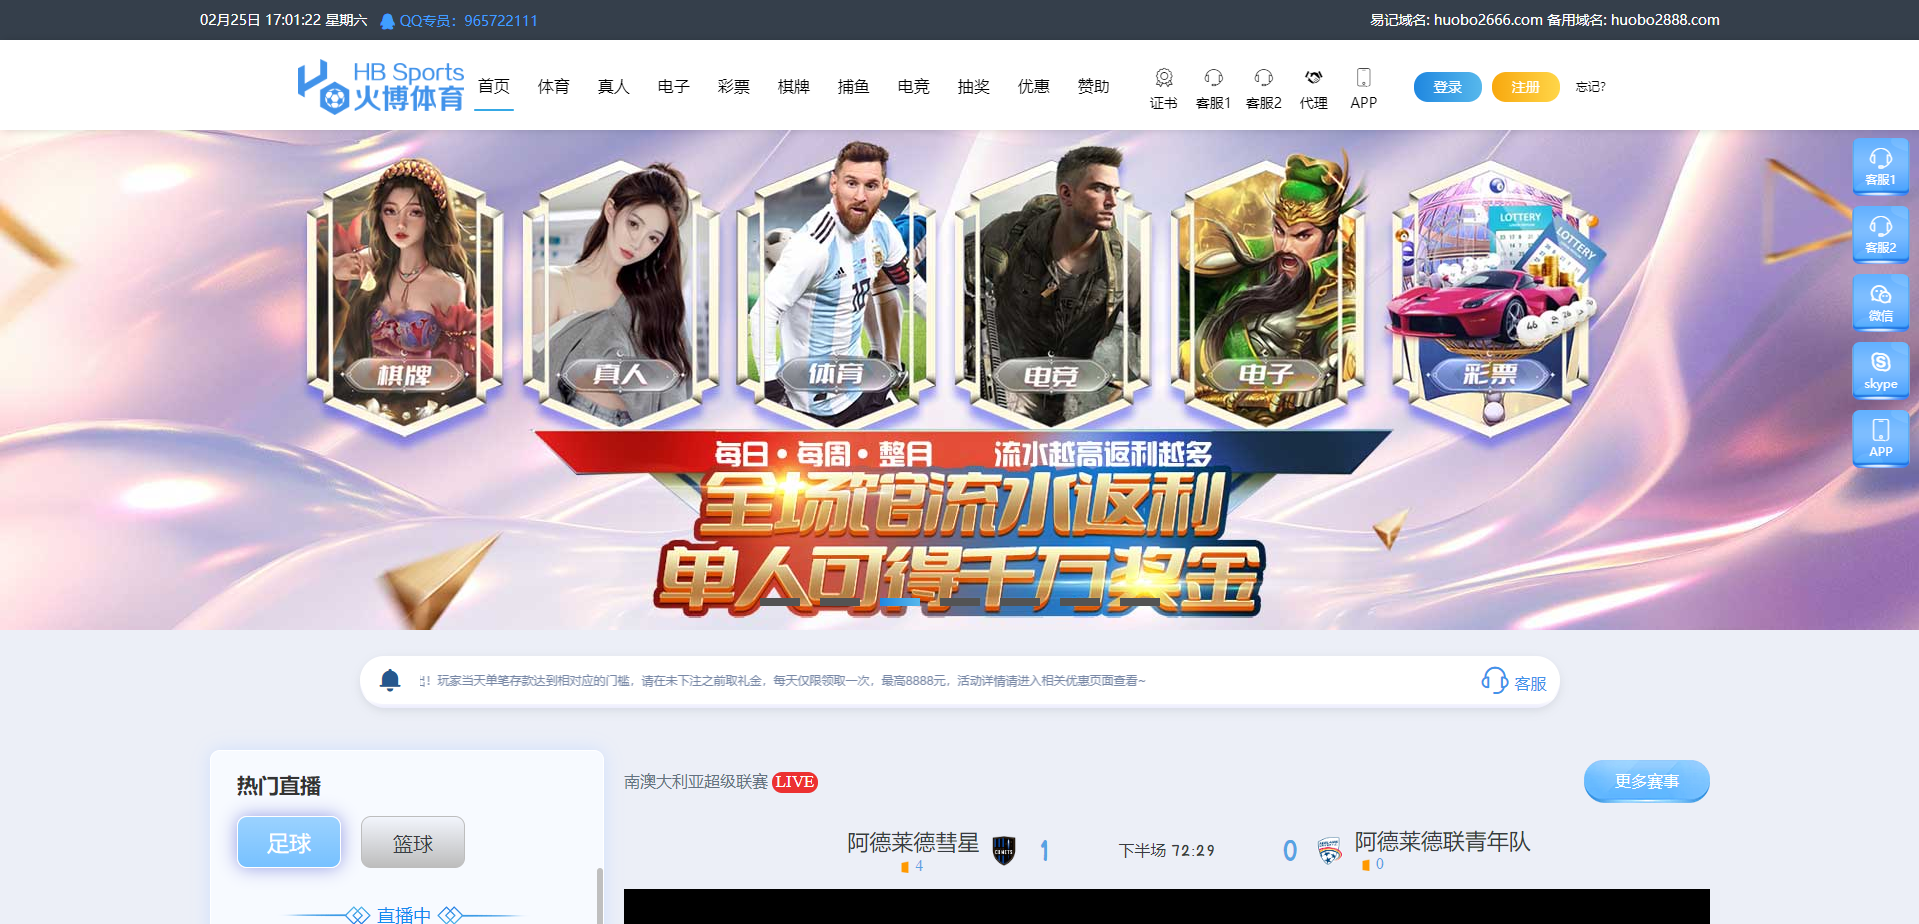 02月25日 17:01:22 星期六 QQ专员：965722111
易记域名: huobo2666.com 备用域名: huobo2888.com
HB Sports
火博体育
首页 体育 真人 电子 彩票 棋牌 捕鱼 电竞 抽奖 优惠 赞助
证书 客服1 客服2 代理 APP
登录 注册 忘记?
客服1
客服2
微信
skype
APP
LOTTERY
LOTTERY
棋牌 真人 体育 电竞 电子 彩票
每日·每周·整月 流水越高返利越多
全场馆流水返利
单人可得千万奖金
出！玩家当天单笔存款达到相对应的门槛，请在未下注之前取礼金，每天仅限领取一次，最高8888元，活动详情请进入相关优惠页面查看~
客服
热门直播
足球 篮球
直播中
南澳大利亚超级联赛 LIVE
更多赛事
阿德莱德彗星 1 下半场 72:29 0 阿德莱德联青年队
4 0